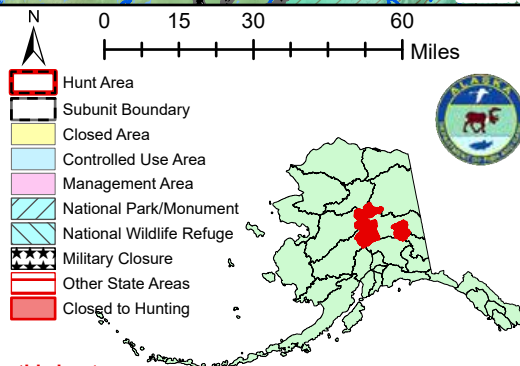 N
0 15 30 60
Miles
Hunt Area
Subunit Boundary
Closed Area
Controlled Use Area
Management Area
National Park/Monument
National Wildlife Refuge
Military Closure
Other State Areas
Closed to Hunting
ALASKA